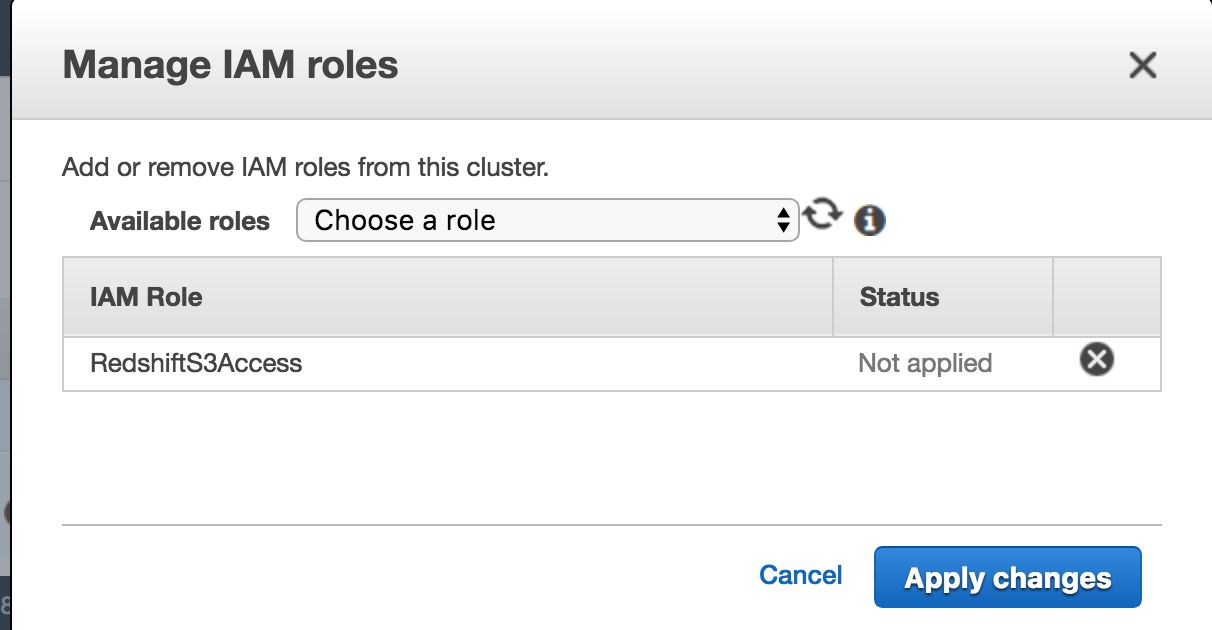 Manage IAM roles
Add or remove IAM roles from this cluster.
Available roles Choose a role
IAM Role Status
RedshiftS3Access Not applied
Cancel Apply changes